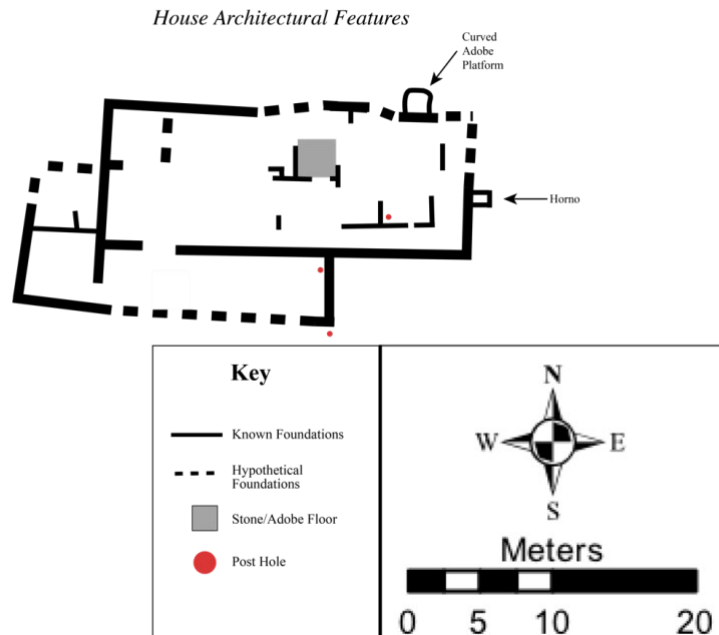 House Architectural Features
Curved
Adobe
Platform
Horno
Key
Known Foundations
Hypothetical
Foundations
Stone/Adobe Floor
Post Hole
N
W E
S
Meters
0 5 10 20